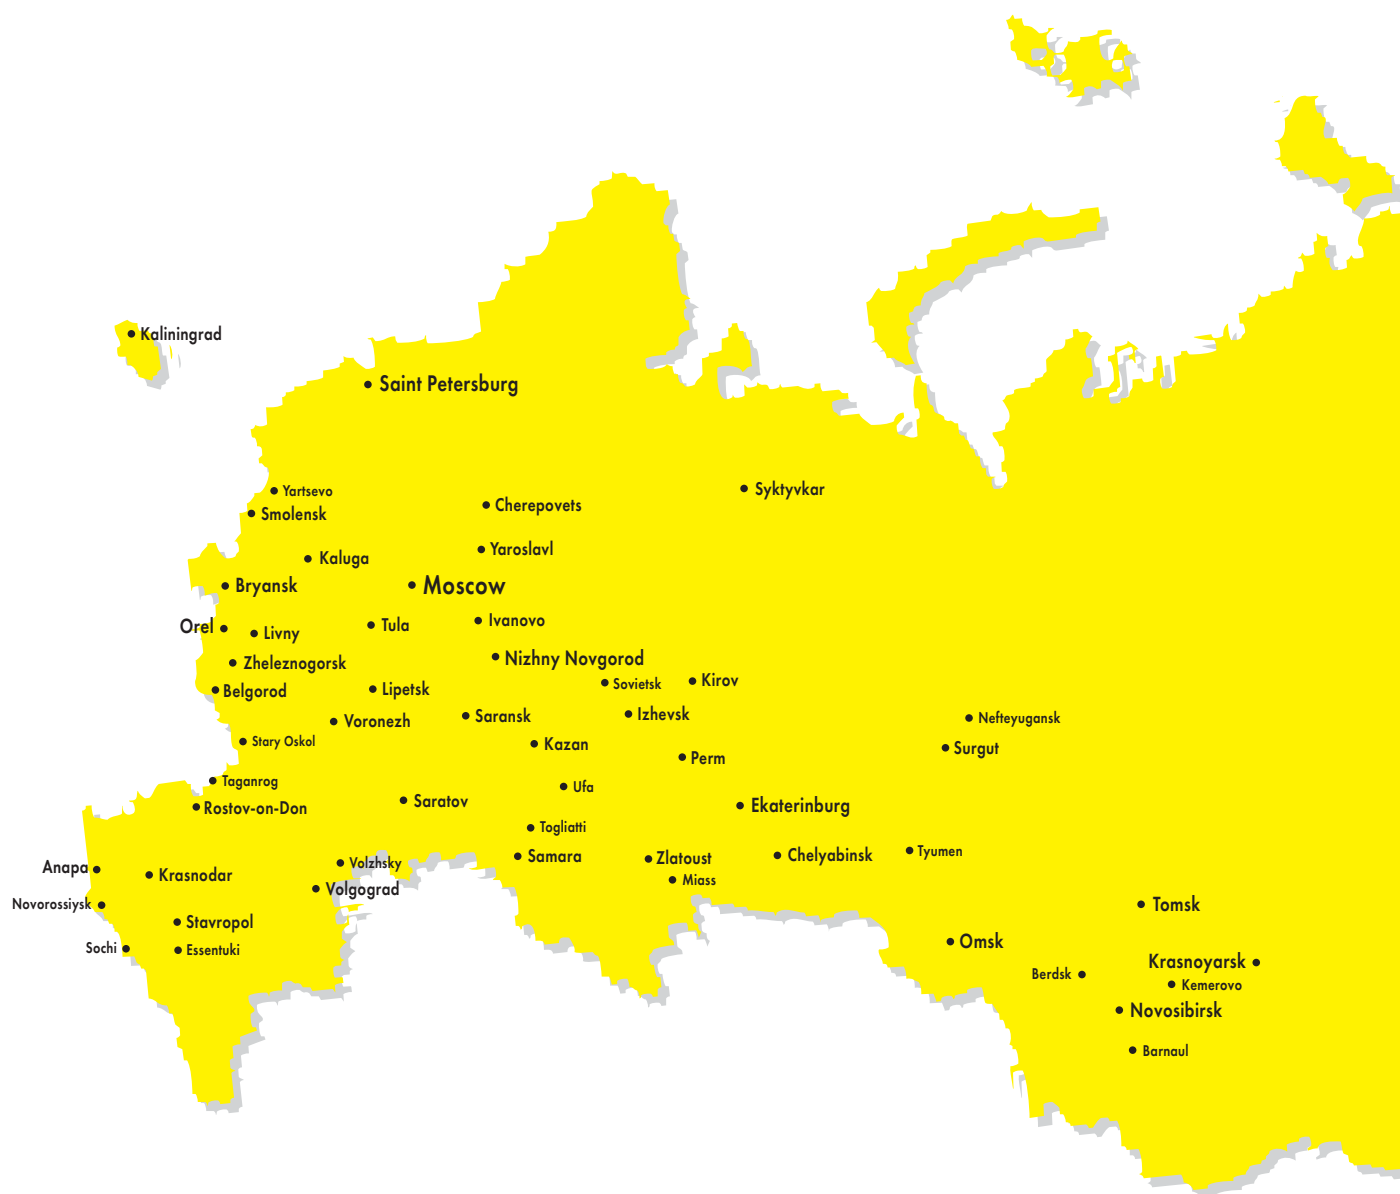 Kaliningrad
Saint Petersburg
Yartsevo
Syktyvkar
Cherepovets
Smolensk
Yaroslavl
Kaluga
Bryansk
Moscow
Ivanovo
Orel
Tula
Livny
Nizhny Novgorod
Zheleznogorsk
Kirov
Sovietsk
Belgorod
Lipetsk
Izhevsk
Saransk
Nefteyugansk
Voronezh
Stary Oskol
Kazan
Surgut
Perm
Taganrog
Ufa
Saratov
Ekaterinburg
Rostov-on-Don
Togliatti
Tyumen
Chelyabinsk
Samara
Zlatoust
Volzhsky
Anapa
Krasnodar
Miass
Volgograd
Novorossiysk
Tomsk
Stavropol
Omsk
Sochi
Essentuki
Krasnoyarsk
Berdsk
Kemerovo
Novosibirsk
Barnaul